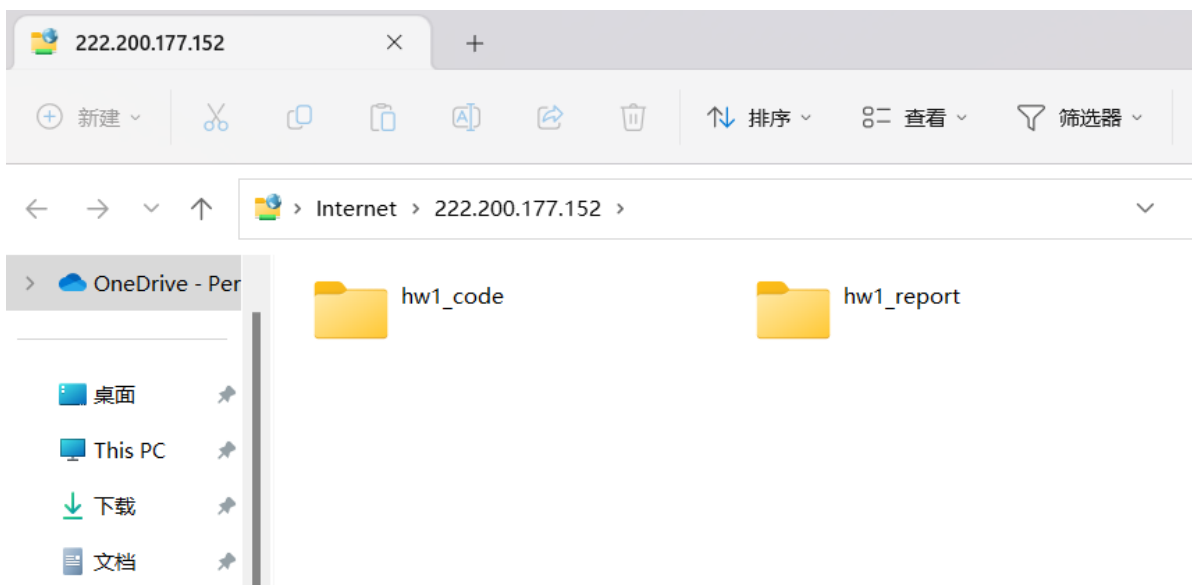 222.200.177.152
新建 排序 查看 筛选器
Internet 222.200.177.152
OneDrive - Per
hw1_code hw1_report
桌面
This PC
下载
文档